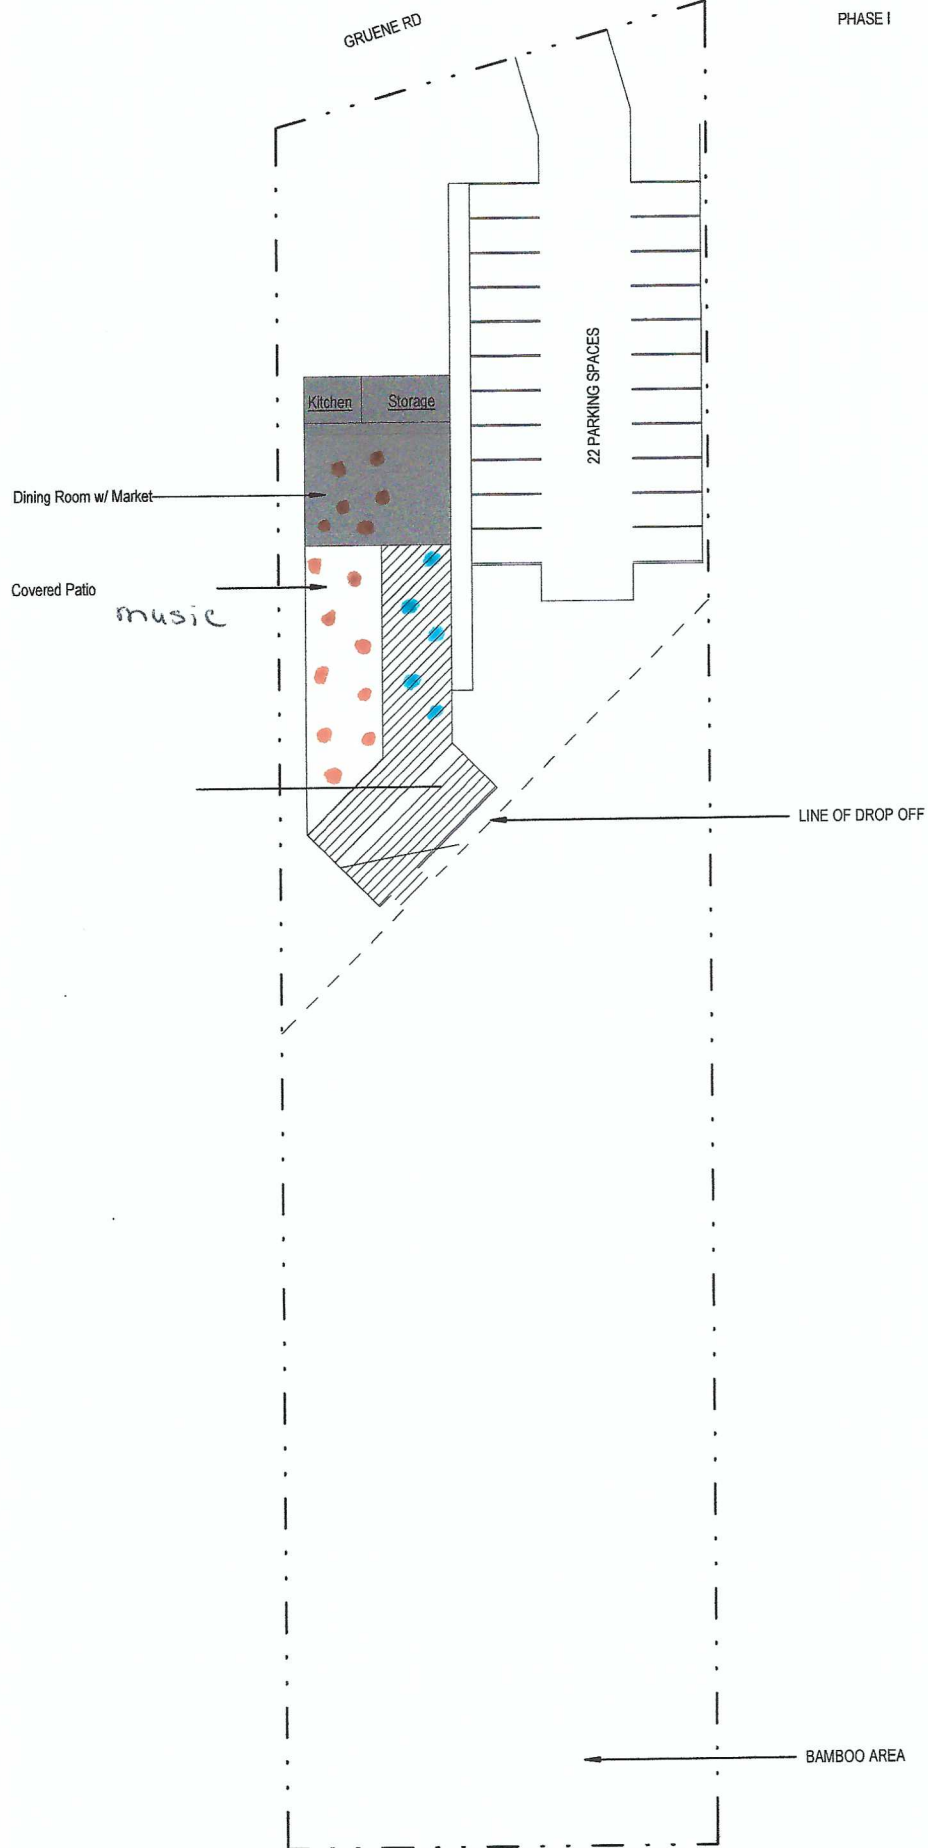 GRUENE RD
PHASE I
22 PARKING SPACES
Kitchen
Storage
Dining Room w/ Market
Covered Patio
music
LINE OF DROP OFF
BAMBOO AREA